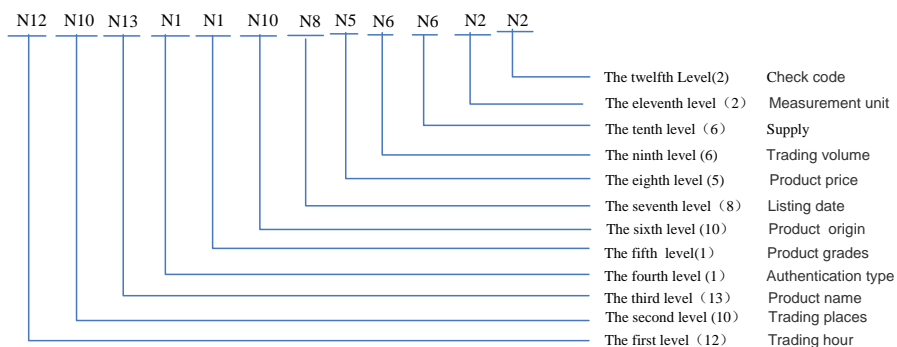 N12 N10 N13 N1 N1 N10 N8 N5 N6 N6 N2 N2
The twelfth Level(2) Check code
The eleventh level（2） Measurement unit
The tenth level（6） Supply
The ninth level (6) Trading volume
The eighth level (5) Product price
The seventh level（8） Listing date
The sixth level (10) Product origin
The fifth level(1) Product grades
The fourth level (1) Authentication type
The third level（13） Product name
The second level (10) Trading places
The first level（12） Trading hour